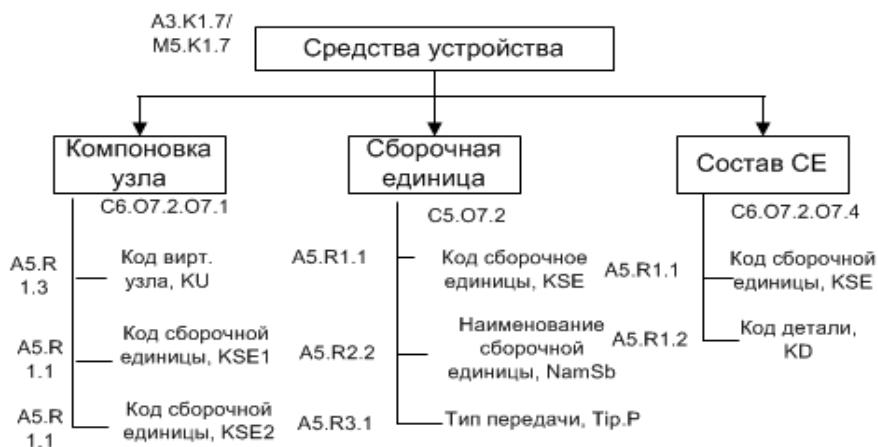 A3.K1.7/
M5.K1.7
Средства устройства
Компоновка
узла
Сборочная
единица
Состав СЕ
C6.O7.2.O7.1
C5.O7.2
C6.O7.2.O7.4
A5.R
1.3
Код вирт.
узла, KU
A5.R
1.1
Код сборочной
единицы, KSE1
A5.R
1.1
Код сборочной
единицы, KSE2
A5.R1.1
Код сборочное
единицы, KSE
A5.R2.2
Наименование
сборочной
единицы, NamSb
A5.R3.1
Тип передачи, Tip.P
A5.R1.1
Код сборочной
единицы, KSE
A5.R1.2
Код детали,
KD